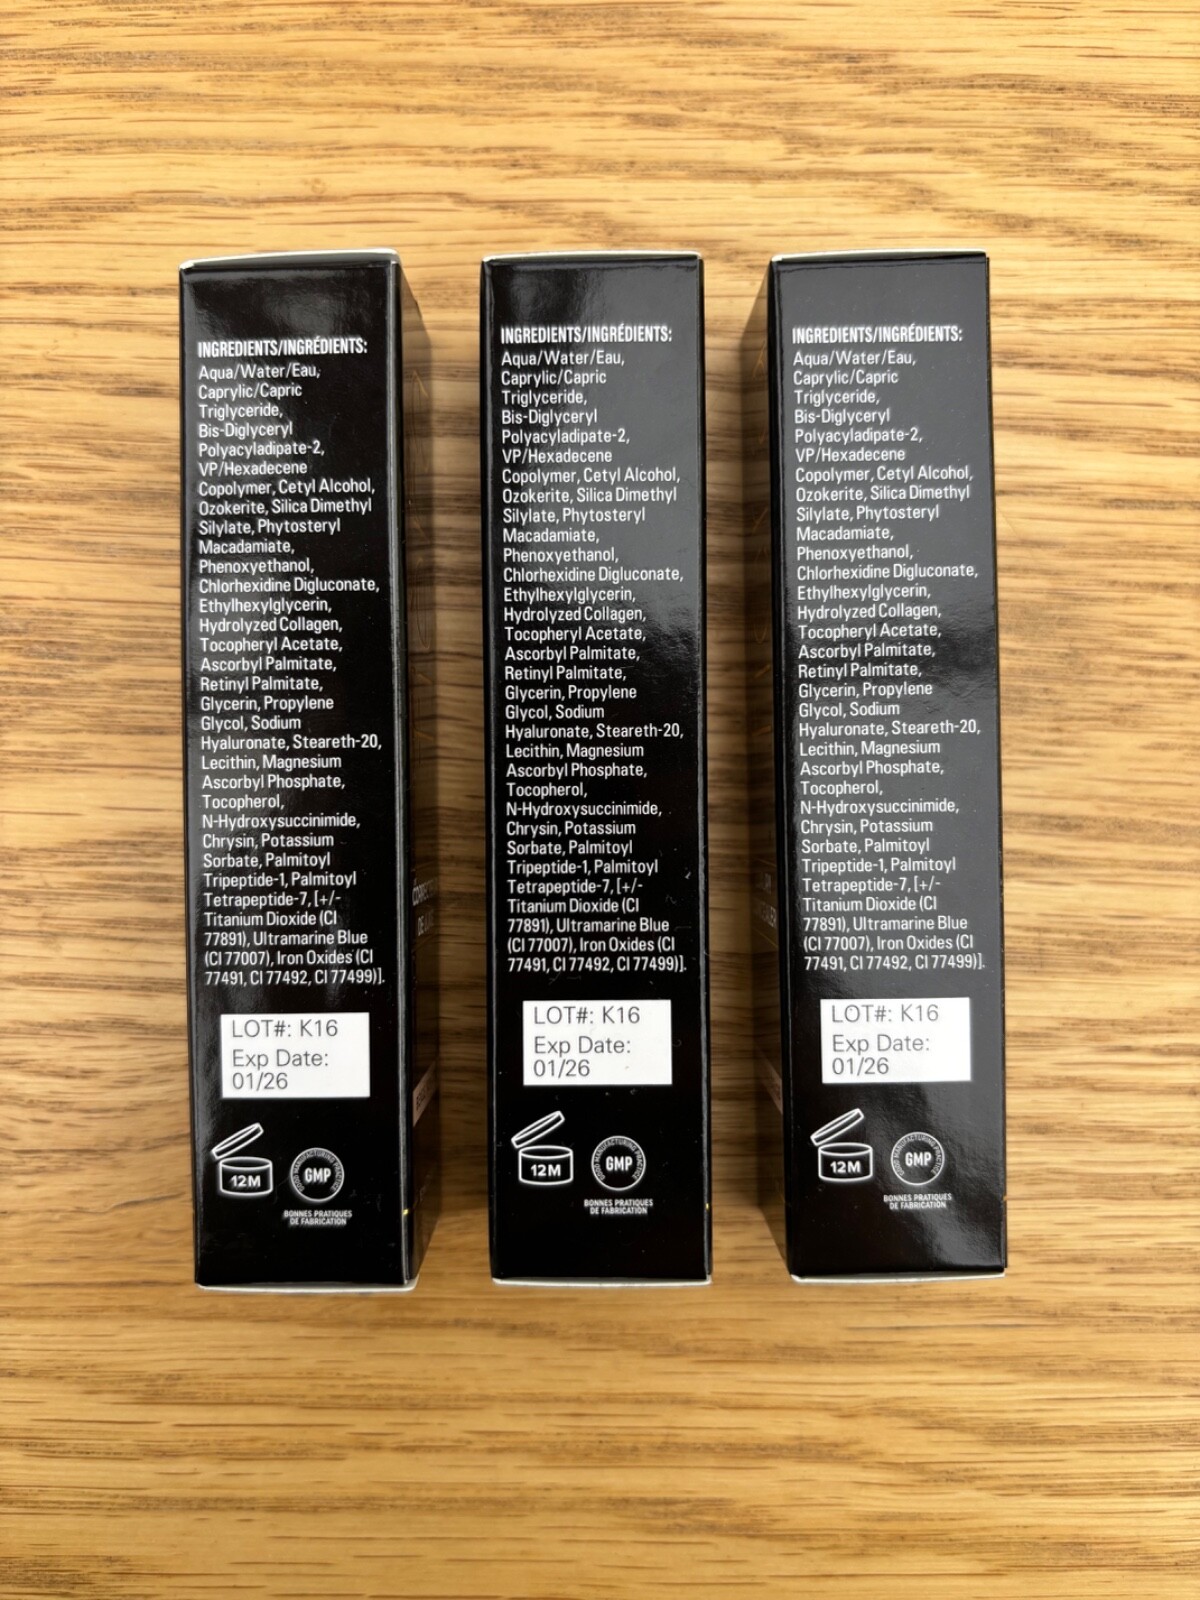 INGREDIENTS/INGRÉDIENTS:
Aqua/Water/Eau,
Caprylic/Capric
Triglyceride,
Bis-Diglyceryl
Polyacyladipate-2,
VP/Hexadecene
Copolymer, Cetyl Alcohol,
Ozokerite, Silica Dimethyl
Silylate, Phytosteryl
Macadamiate,
Phenoxyethanol,
Chlorhexidine Digluconate,
Ethylhexylglycerin,
Hydrolyzed Collagen,
Tocopheryl Acetate,
Ascorbyl Palmitate,
Retinyl Palmitate,
Glycerin, Propylene
Glycol, Sodium
Hyaluronate, Steareth-20,
Lecithin, Magnesium
Ascorbyl Phosphate,
Tocopherol,
N-Hydroxysuccinimide,
Chrysin, Potassium
Sorbate, Palmitoyl
Tripeptide-1, Palmitoyl
Tetrapeptide-7, [+/-
Titanium Dioxide (CI
77891), Ultramarine Blue
(CI 77007), Iron Oxides (CI
77491, CI 77492, CI 77499)].
LOT#: K16
Exp Date:
01/26
12M
GOOD MANUFACTURING PRACTICE
GMP
BONNES PRATIQUES
DE FABRICATION
INGREDIENTS/INGRÉDIENTS:
Aqua/Water/Eau,
Caprylic/Capric
Triglyceride,
Bis-Diglyceryl
Polyacyladipate-2,
VP/Hexadecene
Copolymer, Cetyl Alcohol,
Ozokerite, Silica Dimethyl
Silylate, Phytosteryl
Macadamiate,
Phenoxyethanol,
Chlorhexidine Digluconate,
Ethylhexylglycerin,
Hydrolyzed Collagen,
Tocopheryl Acetate,
Ascorbyl Palmitate,
Retinyl Palmitate,
Glycerin, Propylene
Glycol, Sodium
Hyaluronate, Steareth-20,
Lecithin, Magnesium
Ascorbyl Phosphate,
Tocopherol,
N-Hydroxysuccinimide,
Chrysin, Potassium
Sorbate, Palmitoyl
Tripeptide-1, Palmitoyl
Tetrapeptide-7, [+/-
Titanium Dioxide (CI
77891), Ultramarine Blue
(CI 77007), Iron Oxides (CI
77491, CI 77492, CI 77499)].
LOT#: K16
Exp Date:
01/26
12M
GOOD MANUFACTURING PRACTICE
GMP
BONNES PRATIQUES
DE FABRICATION
INGREDIENTS/INGRÉDIENTS:
Aqua/Water/Eau,
Caprylic/Capric
Triglyceride,
Bis-Diglyceryl
Polyacyladipate-2,
VP/Hexadecene
Copolymer, Cetyl Alcohol,
Ozokerite, Silica Dimethyl
Silylate, Phytosteryl
Macadamiate,
Phenoxyethanol,
Chlorhexidine Digluconate,
Ethylhexylglycerin,
Hydrolyzed Collagen,
Tocopheryl Acetate,
Ascorbyl Palmitate,
Retinyl Palmitate,
Glycerin, Propylene
Glycol, Sodium
Hyaluronate, Steareth-20,
Lecithin, Magnesium
Ascorbyl Phosphate,
Tocopherol,
N-Hydroxysuccinimide,
Chrysin, Potassium
Sorbate, Palmitoyl
Tripeptide-1, Palmitoyl
Tetrapeptide-7, [+/-
Titanium Dioxide (CI
77891), Ultramarine Blue
(CI 77007), Iron Oxides (CI
77491, CI 77492, CI 77499)].
LOT#: K16
Exp Date:
01/26
12M
GOOD MANUFACTURING PRACTICE
GMP
BONNES PRATIQUES
DE FABRICATION